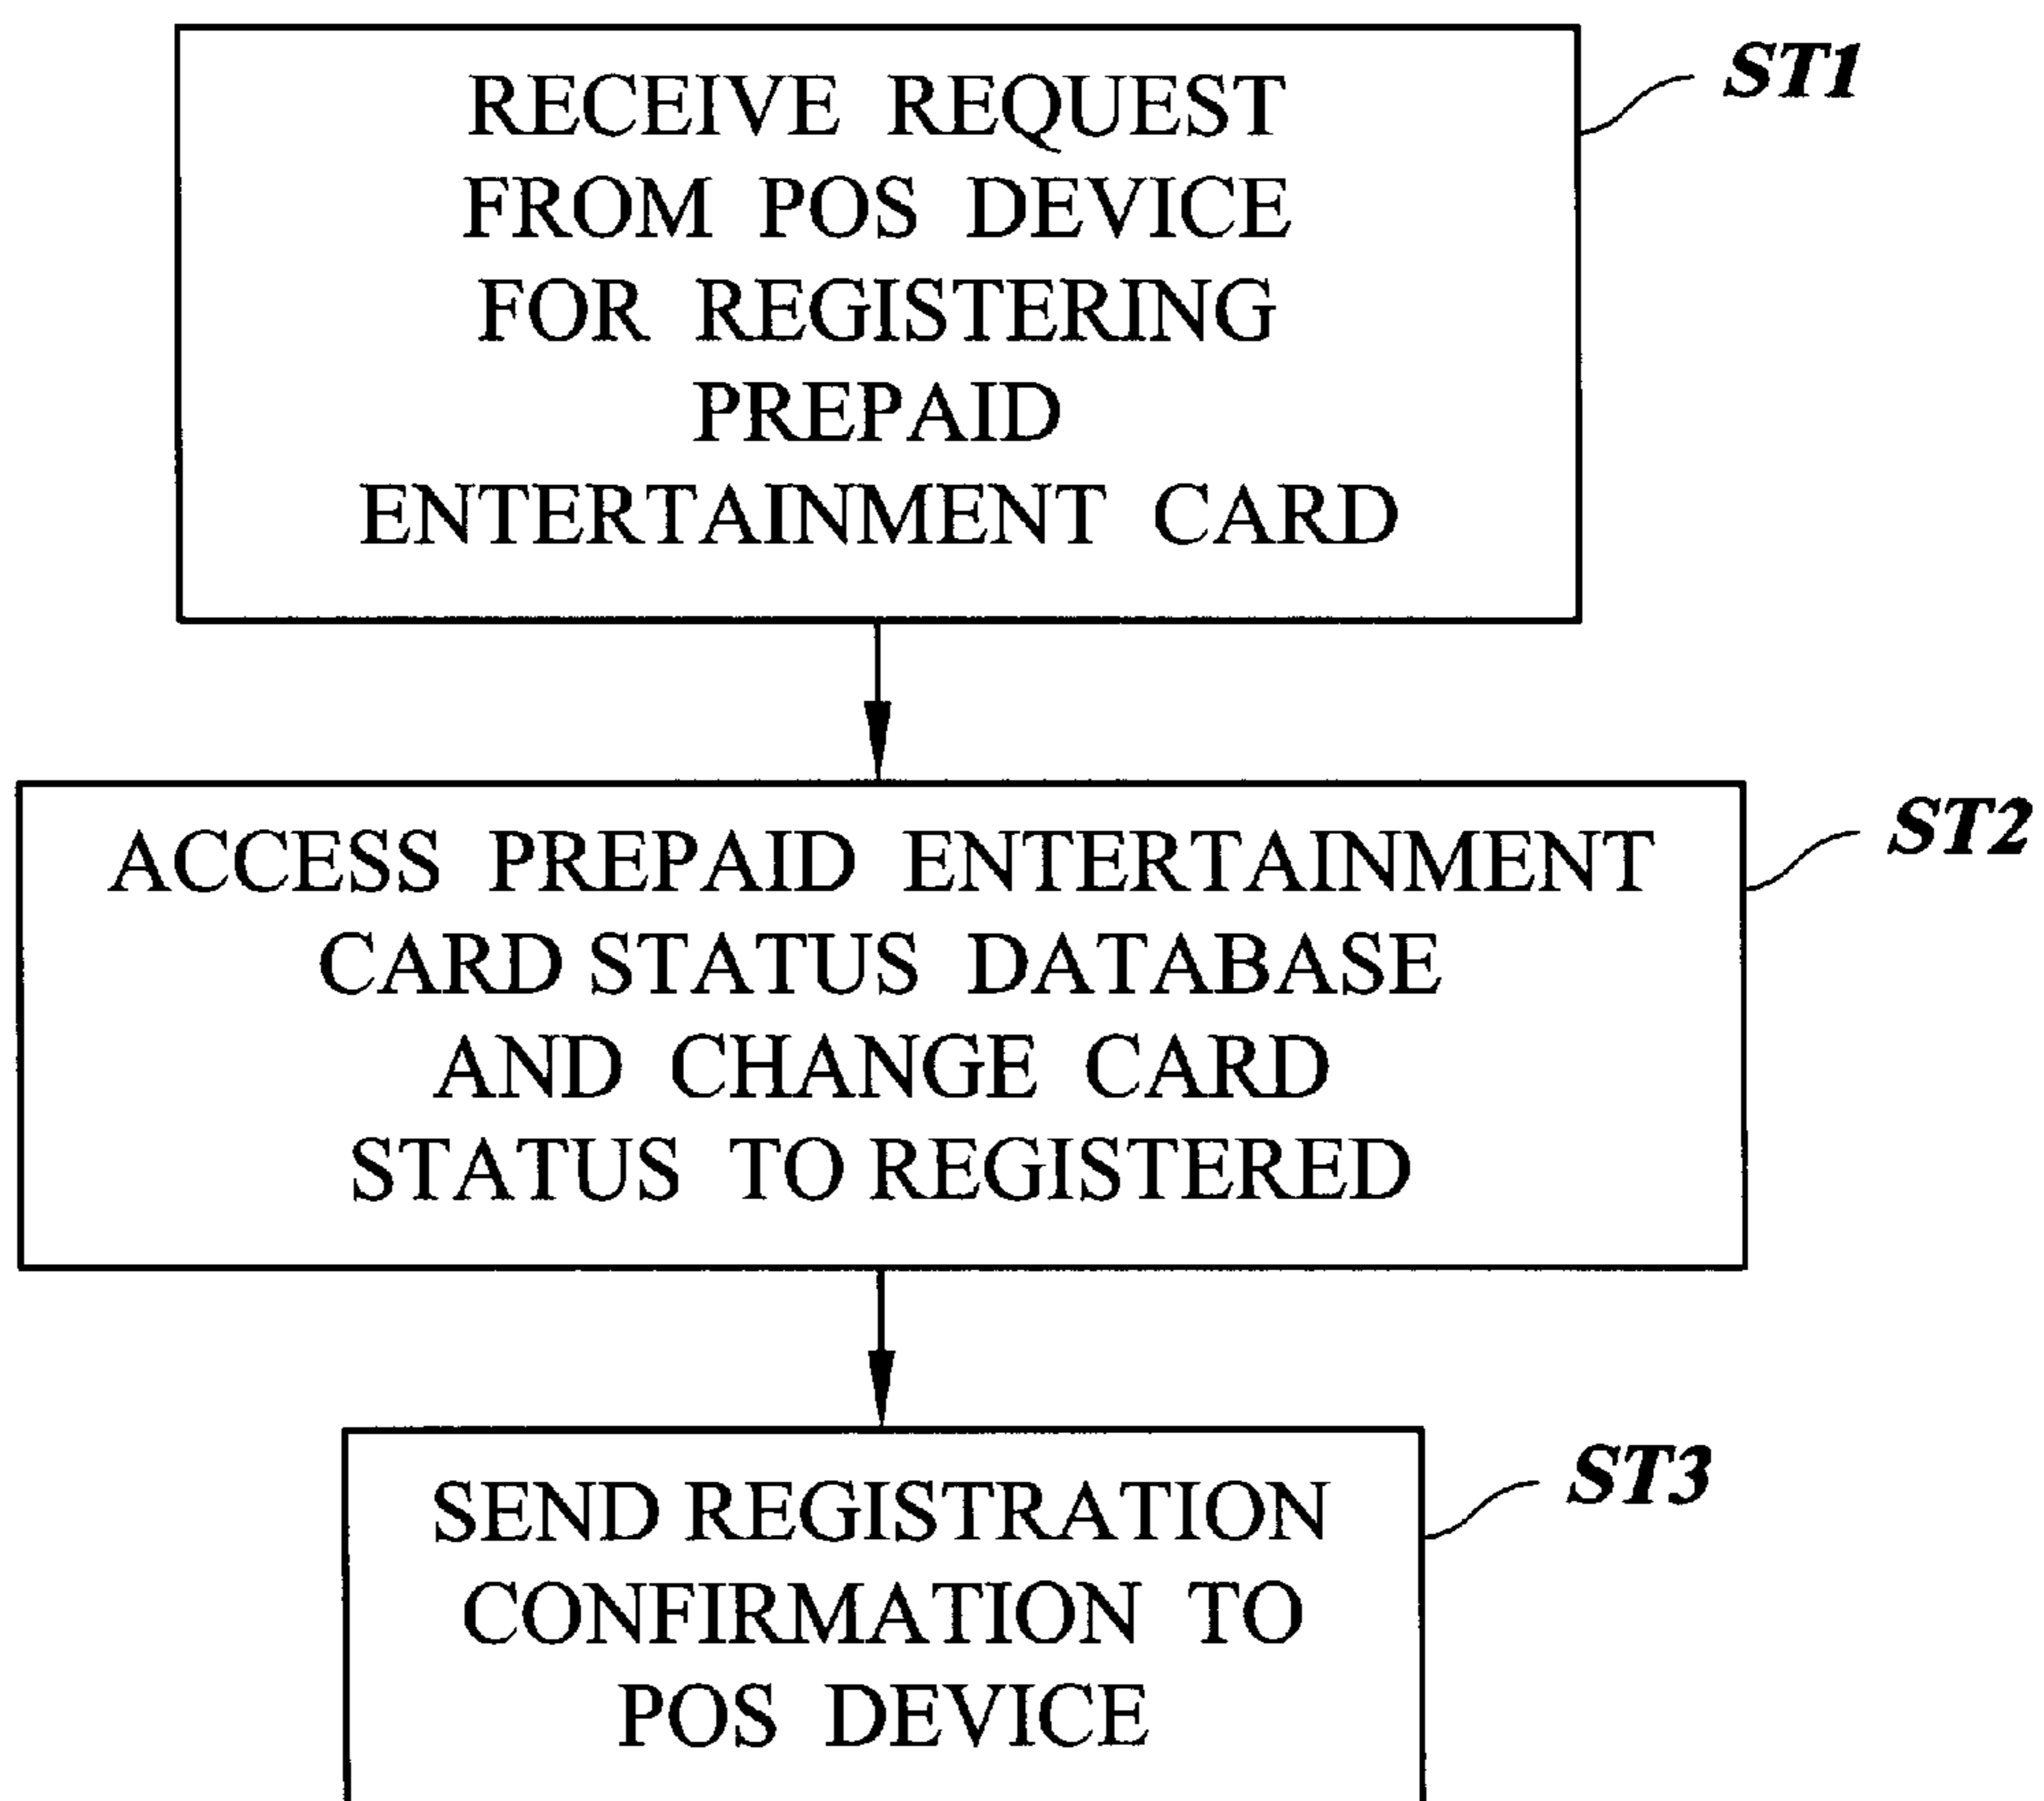 RECEIVE REQUEST
FROM POS DEVICE
FOR REGISTERING
PREPAID
ENTERTAINMENT CARD
ST1
ACCESS PREPAID ENTERTAINMENT
CARD STATUS DATABASE
AND CHANGE CARD
STATUS TO REGISTERED
ST2
SEND REGISTRATION
CONFIRMATION TO
POS DEVICE
ST3